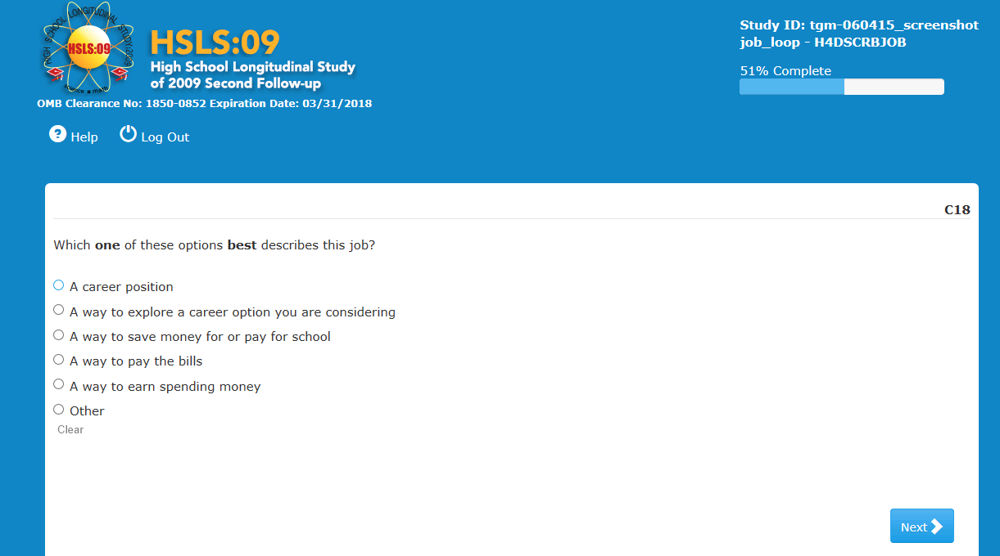 HIGH SCHOOL LONGITUDINAL STUDY:2009
HSLS:09
science ★ math
HSLS:09
High School Longitudinal Study
of 2009 Second Follow-up
OMB Clearance No: 1850-0852 Expiration Date: 03/31/2018
Study ID: tgm-060415_screenshot
job_loop - H4DSCRBJOB
51% Complete
? Help
Log Out
C18
Which one of these options best describes this job?
A career position
A way to explore a career option you are considering
A way to save money for or pay for school
A way to pay the bills
A way to earn spending money
Other
Clear
Next